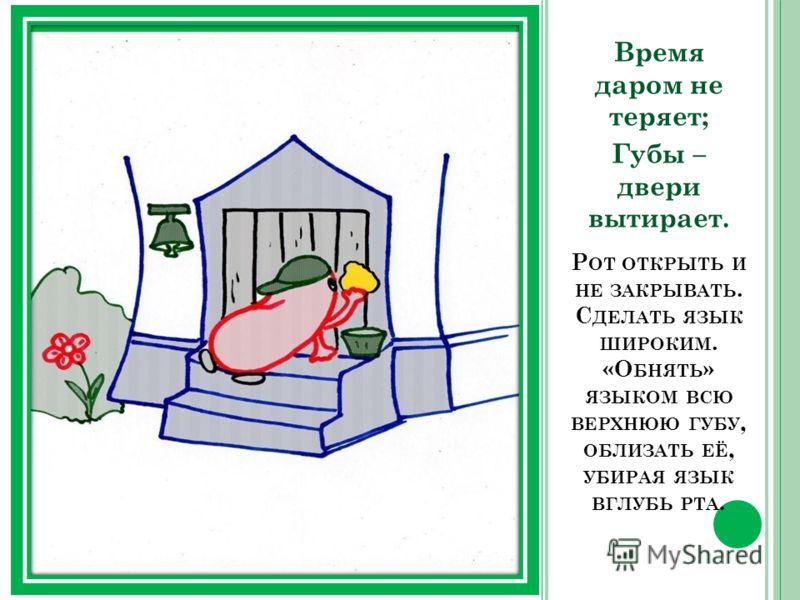 Время
даром не
теряет;
Губы –
двери
вытирает.
Рот открыть и
не закрывать.
Сделать язык
широким.
«Обнять»
языком всю
верхнюю губу,
облизать её,
убирая язык
вглубь рта.
MyShared